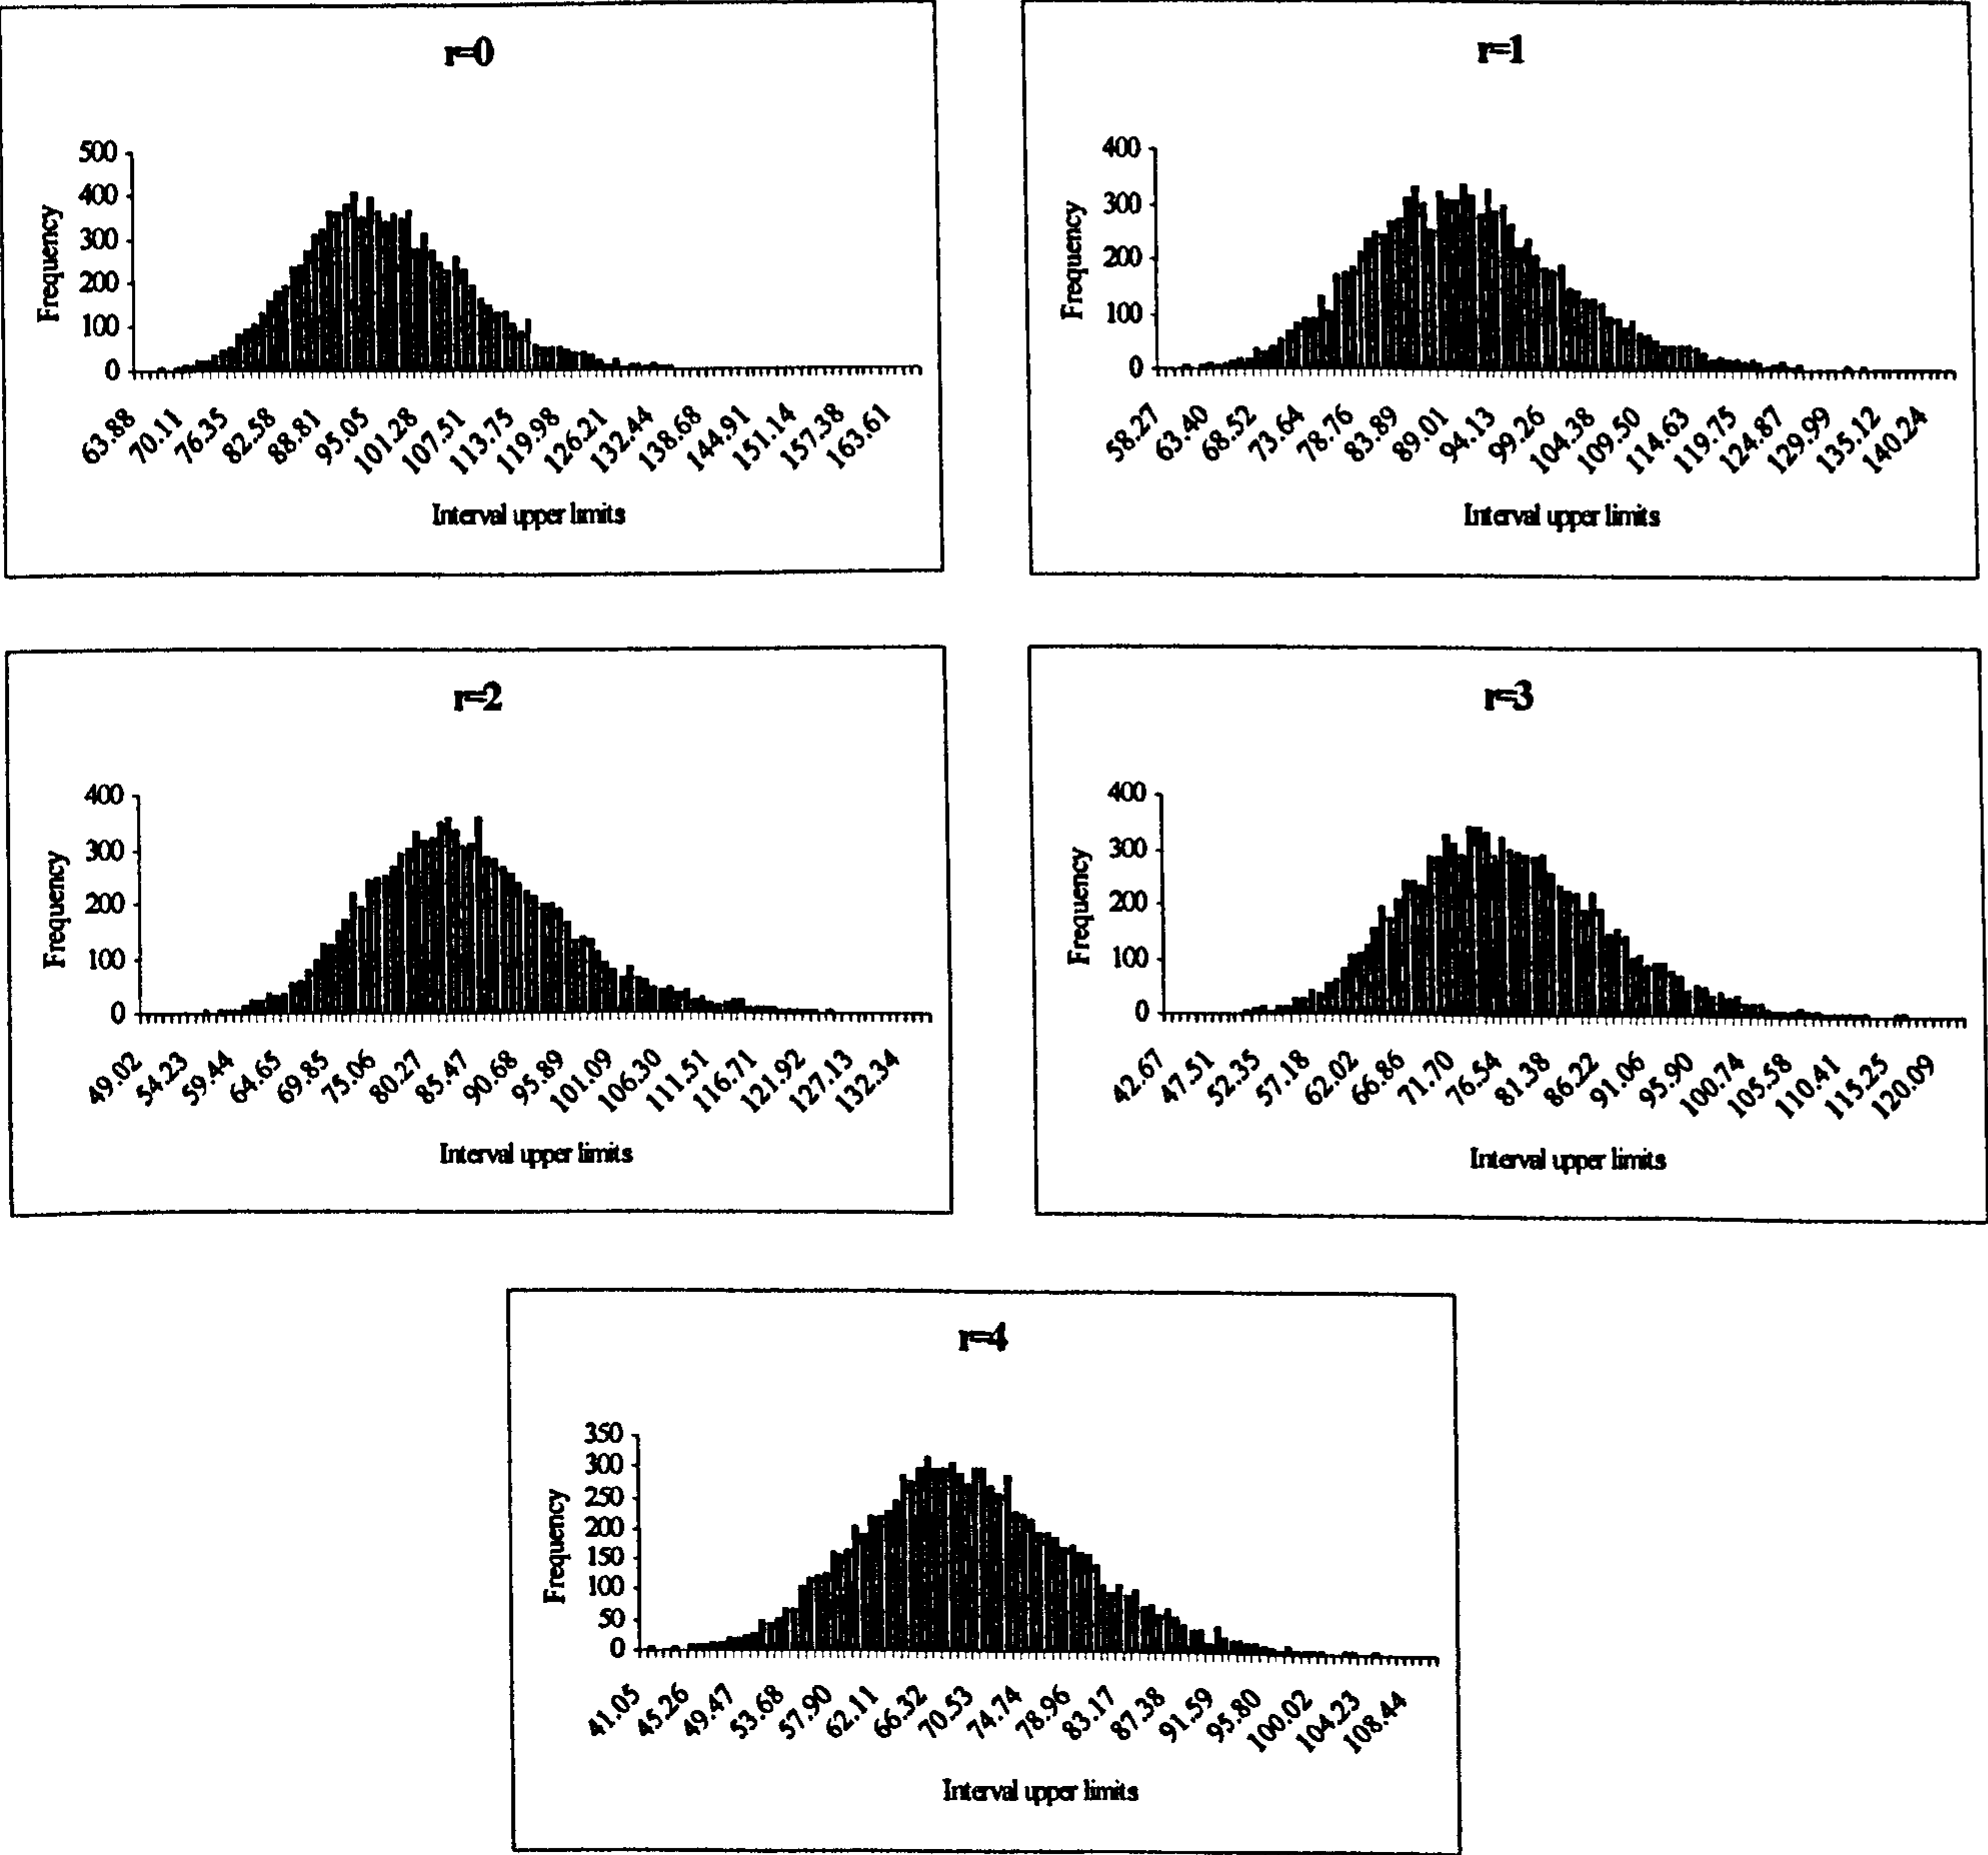 r=0
500
400
300
200
100
0
Frequency
63.88 70.11 76.35 82.58 88.81 95.05 101.28 107.51 113.75 119.98 126.21 132.44 138.68 144.91 151.14 157.38 163.61
Interval upper limits
r=1
400
300
200
100
0
Frequency
58.27 63.40 68.52 73.64 78.76 83.89 89.01 94.13 99.26 104.38 109.50 114.63 119.75 124.87 129.99 135.12 140.24
Interval upper limits
r=2
400
300
200
100
0
Frequency
49.02 54.23 59.44 64.65 69.85 75.06 80.27 85.47 90.68 95.89 101.09 106.30 111.51 116.71 121.92 127.13 132.34
Interval upper limits
r=3
400
300
200
100
0
Frequency
42.67 47.51 52.35 57.18 62.02 66.86 71.70 76.54 81.38 86.22 91.06 95.90 100.74 105.58 110.41 115.25 120.09
Interval upper limits
r=4
350
300
250
200
150
100
50
0
Frequency
41.05 45.26 49.47 53.68 57.90 62.11 66.32 70.53 74.74 78.96 83.17 87.38 91.59 95.80 100.02 104.23 108.44
Interval upper limits